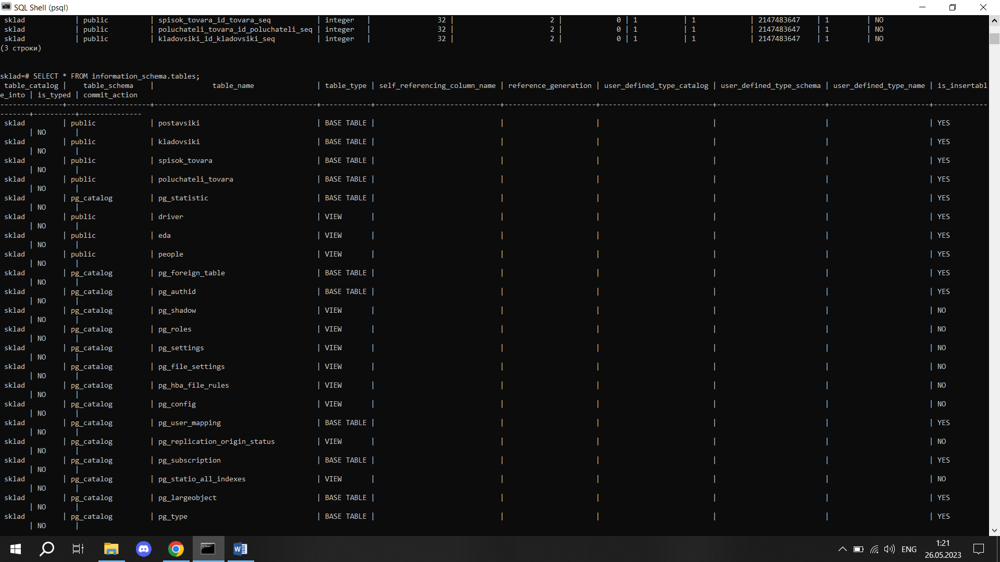 SQL Shell (psql)
sklad | public | spisok_tovara_id_tovara_seq | integer | 32 | 2 | 0 | 1 | 1 | 2147483647 | 1 | NO
sklad | public | poluchateli_tovara_id_poluchateli_seq | integer | 32 | 2 | 0 | 1 | 1 | 2147483647 | 1 | NO
sklad | public | kladovsiki_id_kladovsiki_seq | integer | 32 | 2 | 0 | 1 | 1 | 2147483647 | 1 | NO
(3 строки)
sklad=# SELECT * FROM information_schema.tables;
table_catalog | table_schema | table_name | table_type | self_referencing_column_name | reference_generation | user_defined_type_catalog | user_defined_type_schema | user_defined_type_name | is_insertabl
e_into | is_typed | commit_action
sklad | public | postavsiki | BASE TABLE | | | | | | YES
| NO |
sklad | public | kladovsiki | BASE TABLE | | | | | | YES
| NO |
sklad | public | spisok_tovara | BASE TABLE | | | | | | YES
| NO |
sklad | public | poluchateli_tovara | BASE TABLE | | | | | | YES
| NO |
sklad | pg_catalog | pg_statistic | BASE TABLE | | | | | | YES
| NO |
sklad | public | driver | VIEW | | | | | | YES
| NO |
sklad | public | eda | VIEW | | | | | | YES
| NO |
sklad | public | people | VIEW | | | | | | YES
| NO |
sklad | pg_catalog | pg_foreign_table | BASE TABLE | | | | | | YES
| NO |
sklad | pg_catalog | pg_authid | BASE TABLE | | | | | | YES
| NO |
sklad | pg_catalog | pg_shadow | VIEW | | | | | | NO
| NO |
sklad | pg_catalog | pg_roles | VIEW | | | | | | NO
| NO |
sklad | pg_catalog | pg_settings | VIEW | | | | | | NO
| NO |
sklad | pg_catalog | pg_file_settings | VIEW | | | | | | NO
| NO |
sklad | pg_catalog | pg_hba_file_rules | VIEW | | | | | | NO
| NO |
sklad | pg_catalog | pg_config | VIEW | | | | | | NO
| NO |
sklad | pg_catalog | pg_user_mapping | BASE TABLE | | | | | | YES
| NO |
sklad | pg_catalog | pg_replication_origin_status | VIEW | | | | | | NO
| NO |
sklad | pg_catalog | pg_subscription | BASE TABLE | | | | | | YES
| NO |
sklad | pg_catalog | pg_statio_all_indexes | VIEW | | | | | | NO
| NO |
sklad | pg_catalog | pg_largeobject | BASE TABLE | | | | | | YES
| NO |
sklad | pg_catalog | pg_type | BASE TABLE | | | | | | YES
| NO |
ENG
1:21
26.05.2023